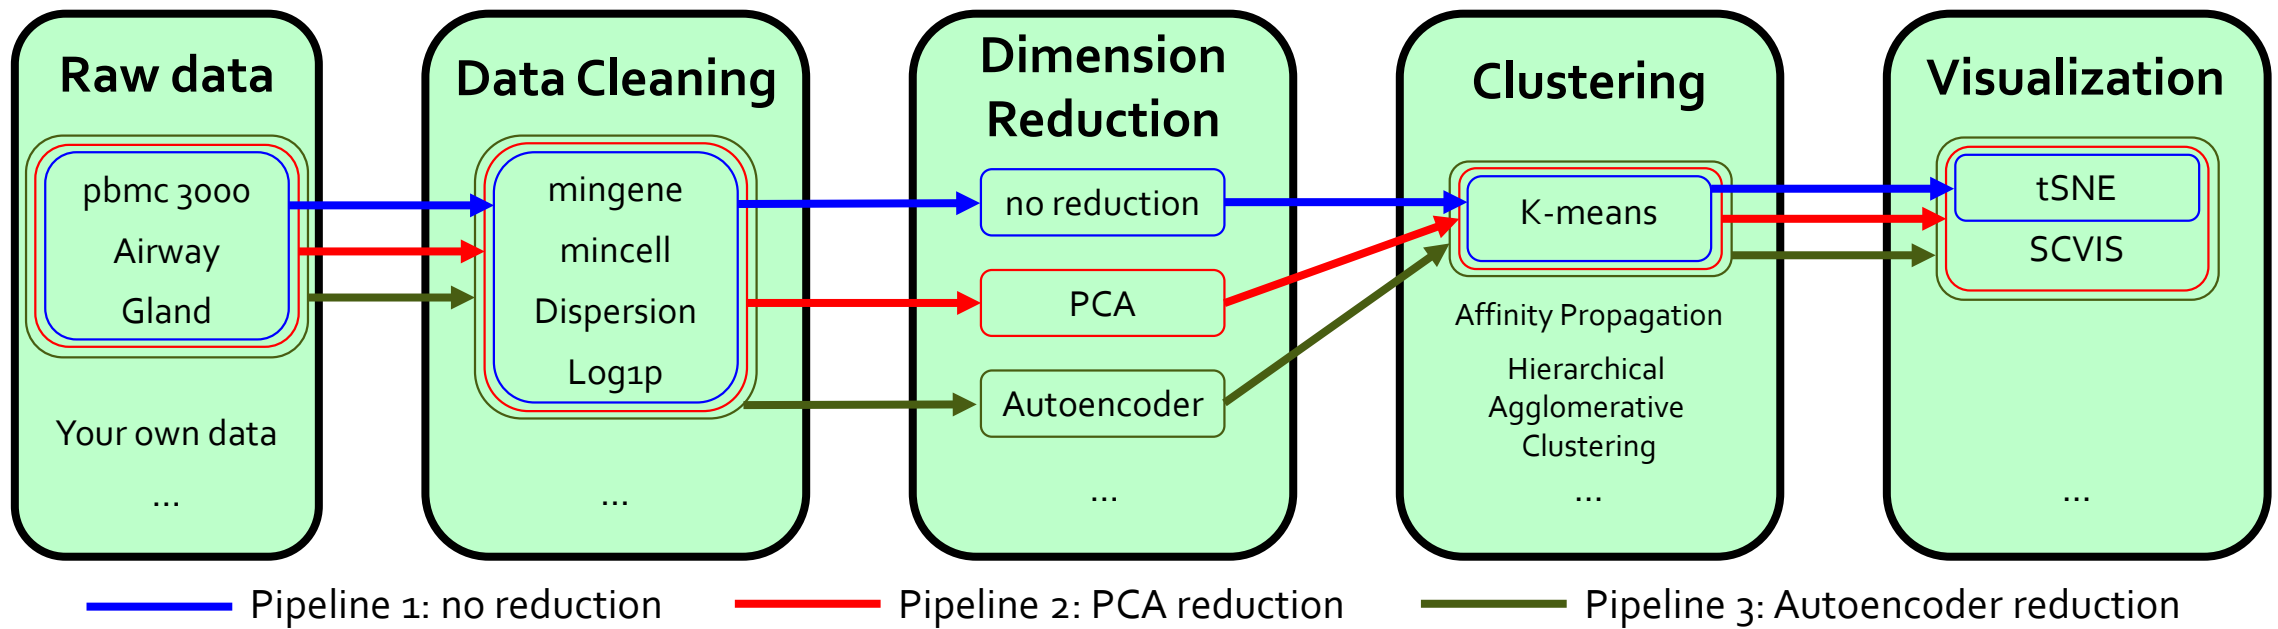 Raw data
pbmc 3000
Airway
Gland
Your own data
...
Data Cleaning
mingene
mincell
Dispersion
Log1p
...
Dimension
Reduction
no reduction
PCA
Autoencoder
...
Clustering
K-means
Affinity Propagation
Hierarchical
Agglomerative
Clustering
...
Visualization
tSNE
SCVIS
...
Pipeline 1: no reduction
Pipeline 2: PCA reduction
Pipeline 3: Autoencoder reduction